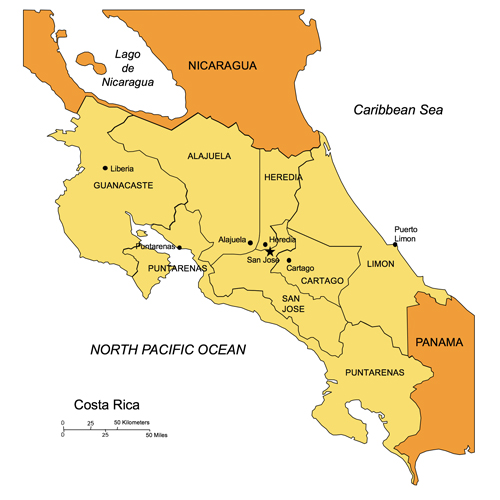 Lago
de
Nicaragua
NICARAGUA
Caribbean Sea
ALAJUELA
Liberia
HEREDIA
GUANACASTE
Puerto
Limon
Alajuela
Heredia
Puntarenas
San Jose
Cartago
LIMON
PUNTARENAS
CARTAGO
SAN
JOSE
PANAMA
NORTH PACIFIC OCEAN
PUNTARENAS
Costa Rica
0 25 50 Kilometers
0 25 50 Miles